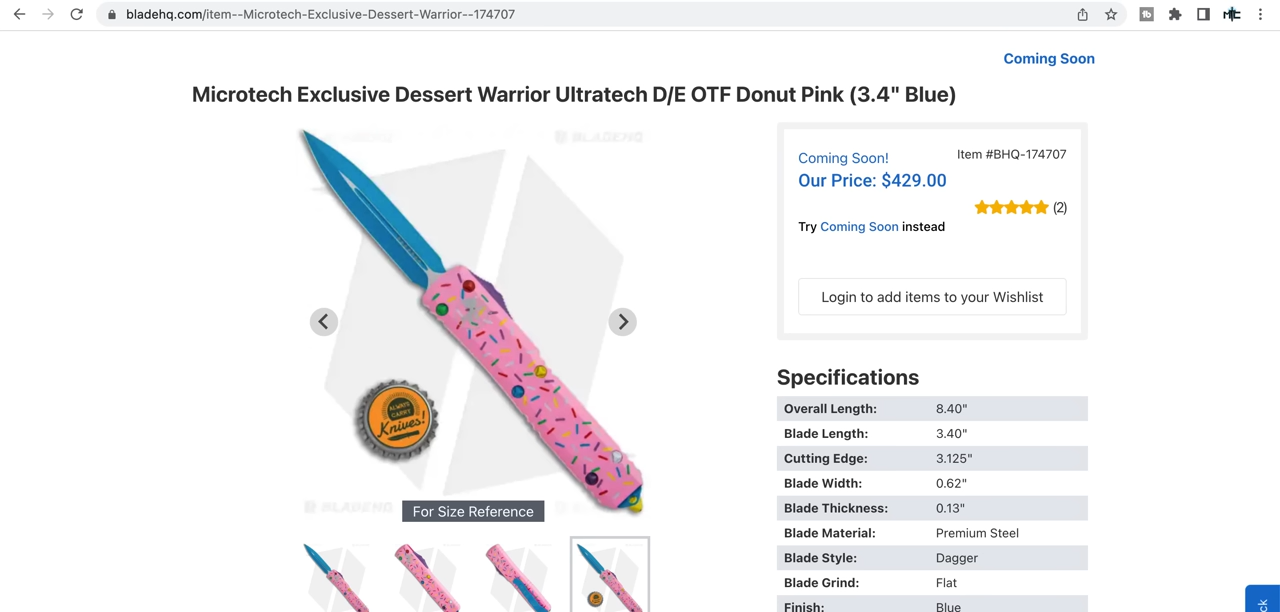 bladehq.com/item--Microtech-Exclusive-Dessert-Warrior--174707
Coming Soon
Microtech Exclusive Dessert Warrior Ultratech D/E OTF Donut Pink (3.4" Blue)
BLADEHQ
Coming Soon!
Item #BHQ-174707
Our Price: $429.00
(2)
Try Coming Soon instead
Login to add items to your Wishlist
ALWAYS
CARRY
Knives!
BLADEHQ
For Size Reference
Specifications
Overall Length: 8.40"
Blade Length: 3.40"
Cutting Edge: 3.125"
Blade Width: 0.62"
Blade Thickness: 0.13"
Blade Material: Premium Steel
Blade Style: Dagger
Blade Grind: Flat
Finish: Blue